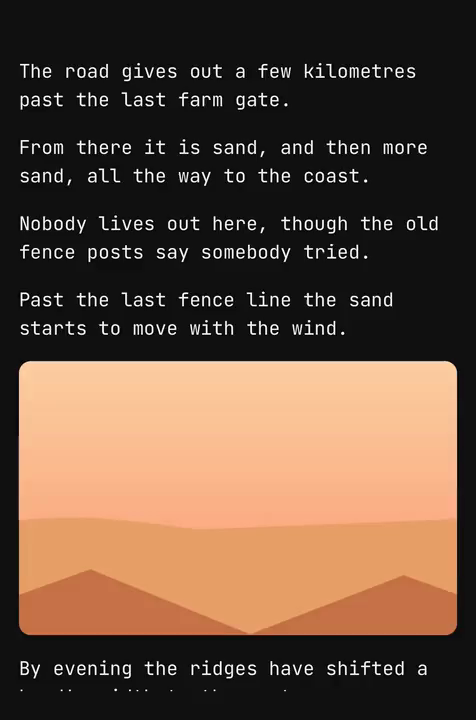 The road gives out a few kilometres
past the last farm gate.
From there it is sand, and then more
sand, all the way to the coast.
Nobody lives out here, though the old
fence posts say somebody tried.
Past the last fence line the sand
starts to move with the wind.
By evening the ridges have shifted a